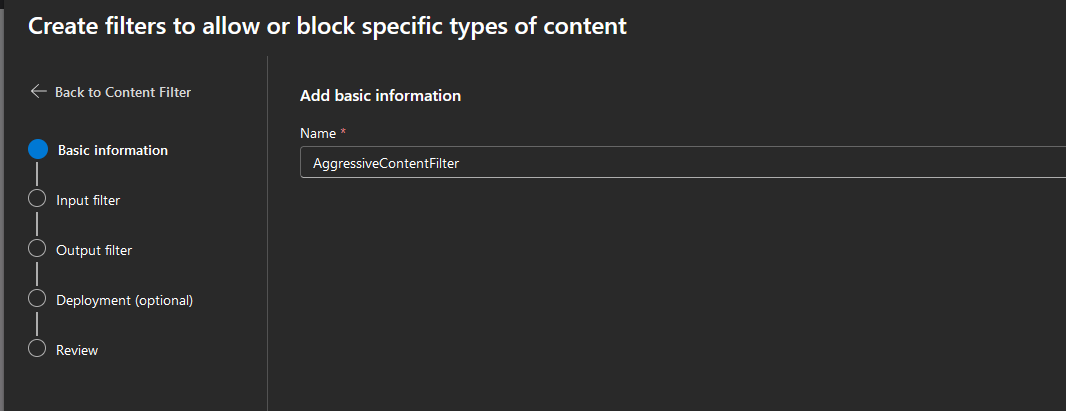 Create filters to allow or block specific types of content
Back to Content Filter
Basic information
Input filter
Output filter
Deployment (optional)
Review
Add basic information
Name *
AggressiveContentFilter